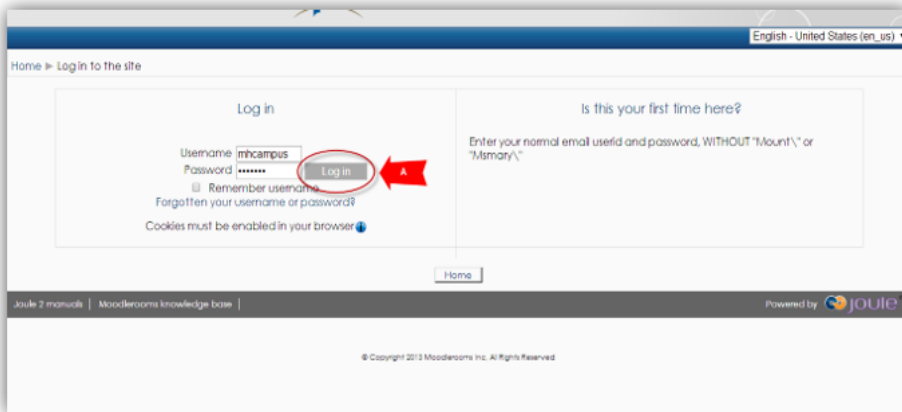 English - United States (en_us)
Home ► Log in to the site
Log in
Username mhcampus
Password ••••••• Log in
A
Remember username
Forgotten your username or password?
Cookies must be enabled in your browser
Is this your first time here?
Enter your normal email userid and password, WITHOUT "Mount\" or
"Msmary\"
Home
Joule 2 manuals | Moodlerooms knowledge base |
Powered by joule
© Copyright 2013 Moodlerooms Inc. All Rights Reserved